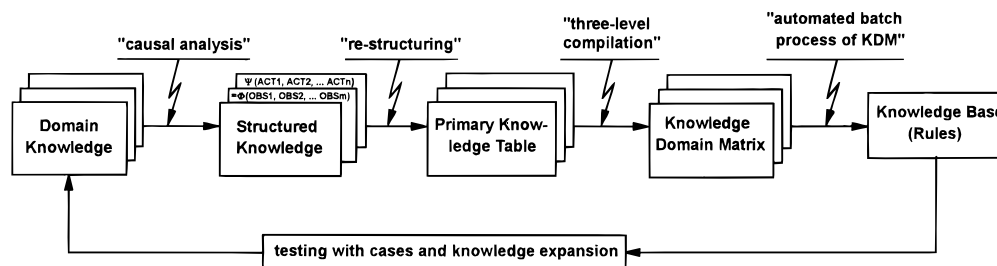 "causal analysis"
"re-structuring"
"three-level
compilation"
"automated batch
process of KDM"
Domain
Knowledge
Ψ (ACT1, ACT2, ... ACTn)
=Φ(OBS1, OBS2, ... OBSm)
Structured
Knowledge
Primary Know-
ledge Table
Knowledge
Domain Matrix
Knowledge Base
(Rules)
testing with cases and knowledge expansion